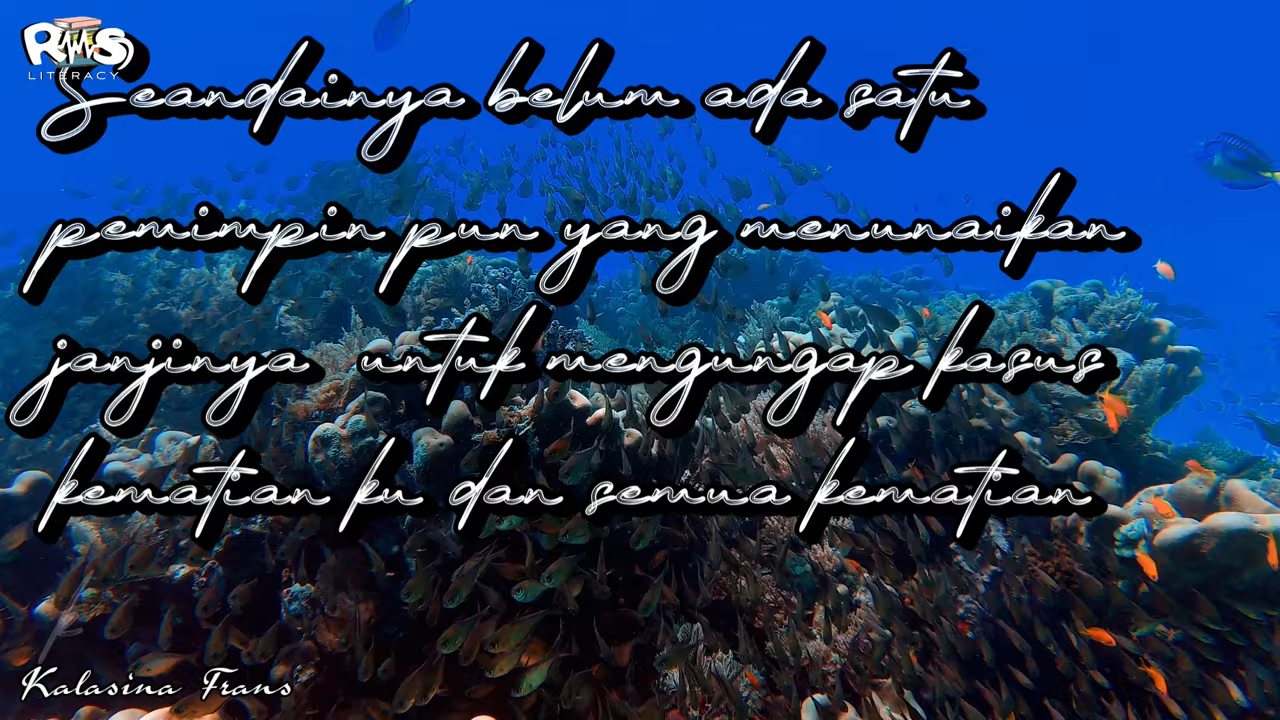 RMS
LITERACY
Seandainya belum ada satu
pemimpin pun yang menunaikan
janjinya untuk mengungap kasus
kematian ku dan semua kematian
Kalasina Frans